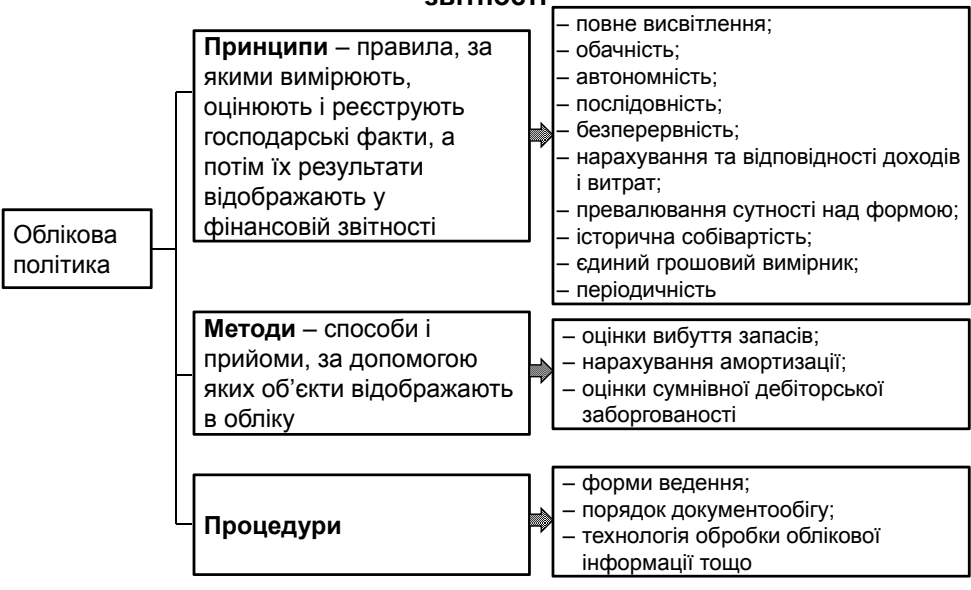 звітності
Облікова
політика
Принципи – правила, за
якими вимірюють,
оцінюють і реєструють
господарські факти, а
потім їх результати
відображають у
фінансовій звітності
– повне висвітлення;
– обачність;
– автономність;
– послідовність;
– безперервність;
– нарахування та відповідності доходів
і витрат;
– превалювання сутності над формою;
– історична собівартість;
– єдиний грошовий вимірник;
– періодичність
Методи – способи і
прийоми, за допомогою
яких об’єкти відображають
в обліку
– оцінки вибуття запасів;
– нарахування амортизації;
– оцінки сумнівної дебіторської
заборгованості
Процедури
– форми ведення;
– порядок документообігу;
– технологія обробки облікової
інформації тощо